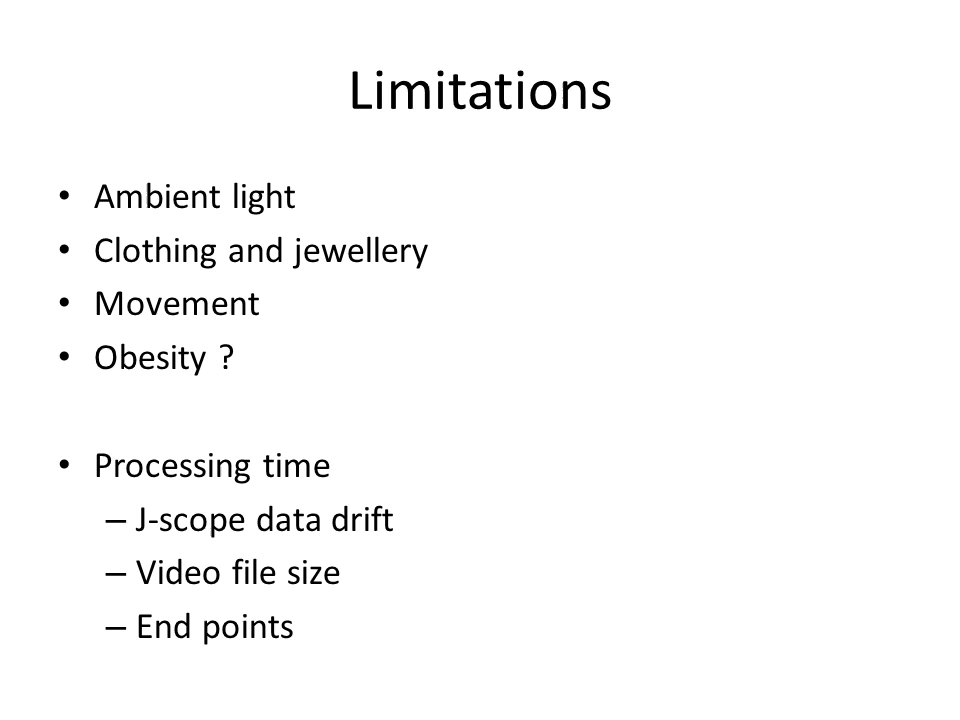 Limitations
• Ambient light
• Clothing and jewellery
• Movement
• Obesity ?
• Processing time
– J-scope data drift
– Video file size
– End points